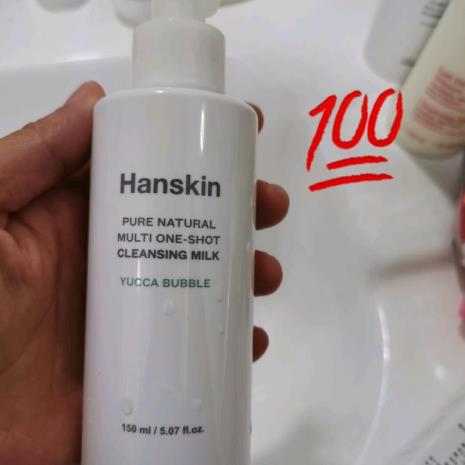 Hanskin
PURE NATURAL
MULTI ONE-SHOT
CLEANSING MILK
YUCCA BUBBLE
150 ml / 5.07 fl.oz.
100